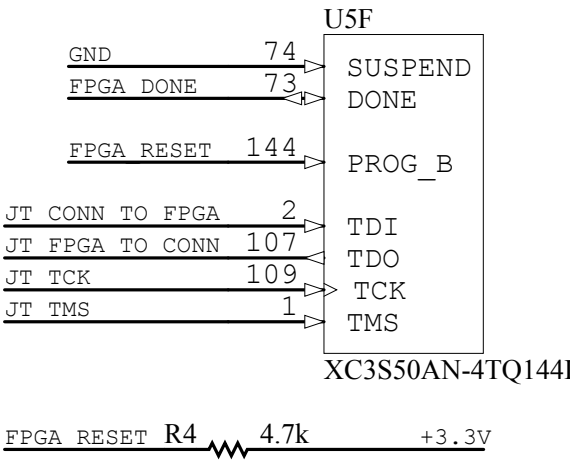 U5F
GND 74 SUSPEND
FPGA DONE 73 DONE
FPGA RESET 144 PROG_B
JT CONN TO FPGA 2 TDI
JT FPGA TO CONN 107 TDO
JT TCK 109 TCK
JT TMS 1 TMS
XC3S50AN-4TQ144I
FPGA RESET R4 4.7k +3.3V